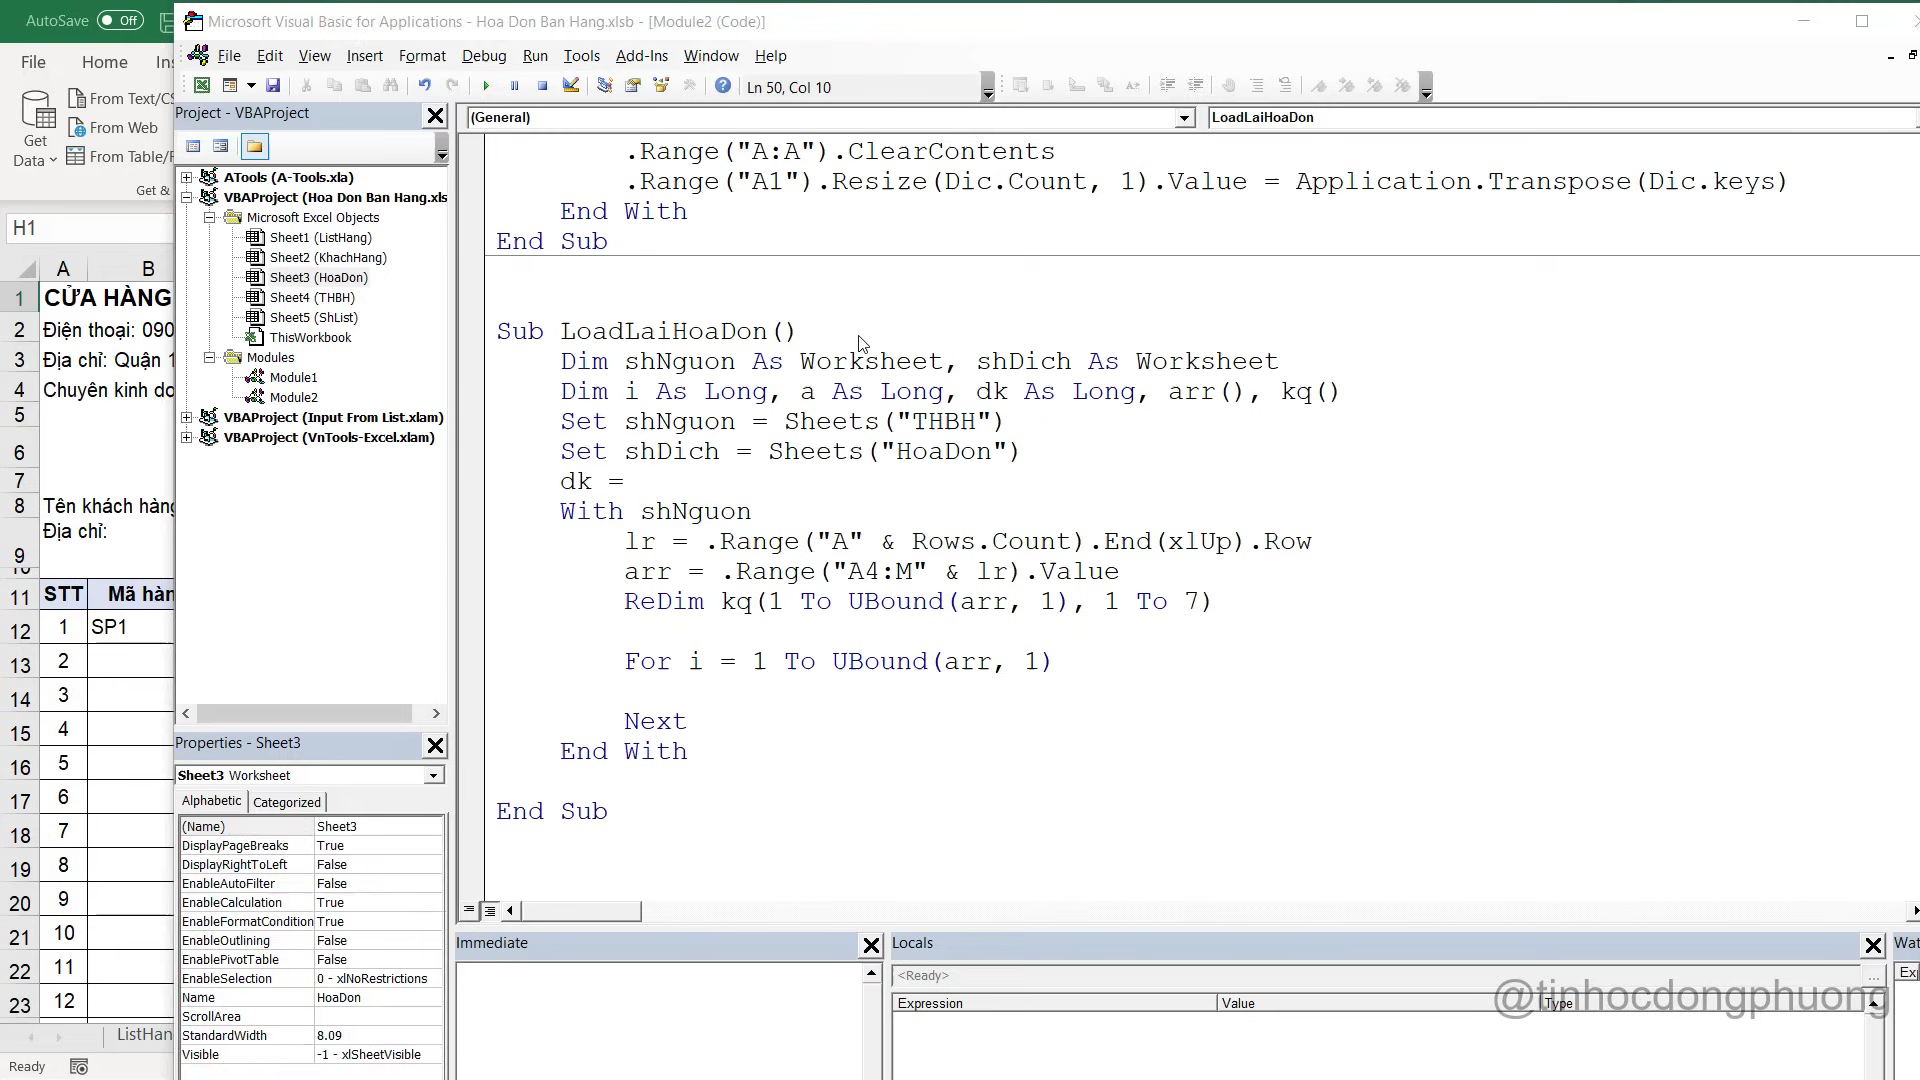 AutoSave Off
Microsoft Visual Basic for Applications - Hoa Don Ban Hang.xlsb - [Module2 (Code)]
File Home
File Edit View Insert Format Debug Run Tools Add-Ins Window Help
Ln 50, Col 10
Get Data
From Text/CS
From Web
From Table/
Get &
H1
Project - VBAProject
ATools (A-Tools.xla)
VBAProject (Hoa Don Ban Hang.xls
Microsoft Excel Objects
Sheet1 (ListHang)
Sheet2 (KhachHang)
Sheet3 (HoaDon)
Sheet4 (THBH)
Sheet5 (ShList)
ThisWorkbook
Modules
Module1
Module2
VBAProject (Input From List.xlam)
VBAProject (VnTools-Excel.xlam)
(General)
LoadLaiHoaDon
.Range("A:A").ClearContents
.Range("A1").Resize(Dic.Count, 1).Value = Application.Transpose(Dic.keys)
End With
End Sub
Sub LoadLaiHoaDon()
Dim shNguon As Worksheet, shDich As Worksheet
Dim i As Long, a As Long, dk As Long, arr(), kq()
Set shNguon = Sheets("THBH")
Set shDich = Sheets("HoaDon")
dk =
With shNguon
lr = .Range("A" & Rows.Count).End(xlUp).Row
arr = .Range("A4:M" & lr).Value
ReDim kq(1 To UBound(arr, 1), 1 To 7)
For i = 1 To UBound(arr, 1)
Next
End With
End Sub
A B
1 CỬA HÀNG
2 Điện thoại: 090
3 Địa chỉ: Quận 1
4 Chuyên kinh do
5
6
7
8 Tên khách hàng
9 Địa chỉ:
10
11 STT Mã hàn
12 1 SP1
13 2
14 3
15 4
16 5
17 6
18 7
19 8
20 9
21 10
22 11
23 12
ListHan
Ready
Properties - Sheet3
Sheet3 Worksheet
Alphabetic Categorized
(Name) Sheet3
DisplayPageBreaks True
DisplayRightToLeft False
EnableAutoFilter False
EnableCalculation True
EnableFormatCondition True
EnableOutlining False
EnablePivotTable False
EnableSelection 0 - xlNoRestrictions
Name HoaDon
ScrollArea
StandardWidth 8.09
Visible -1 - xlSheetVisible
Immediate
Locals
Wat
<Ready>
...
Expression Value Type
@tinhocdongphuong